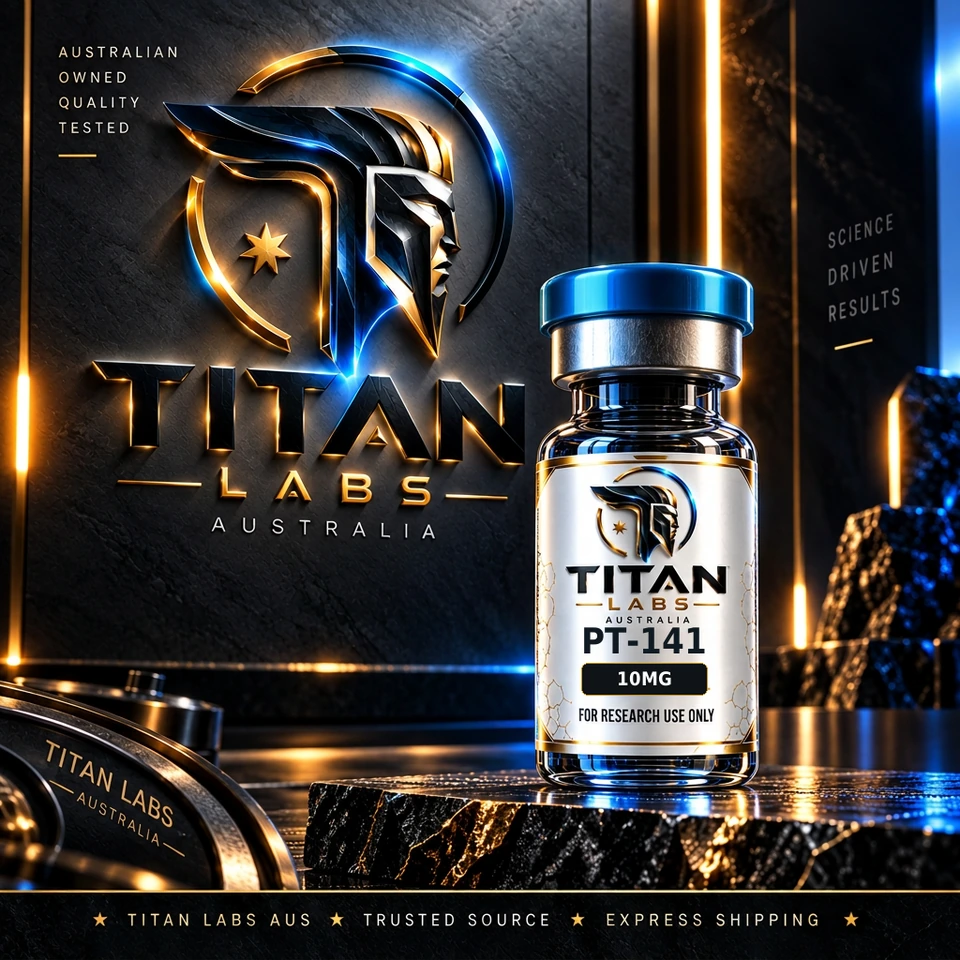 AUSTRALIAN
OWNED
QUALITY
TESTED
TITAN
LABS
AUSTRALIA
SCIENCE
DRIVEN
RESULTS
TITAN
LABS
AUSTRALIA
PT-141
10MG
FOR RESEARCH USE ONLY
TITAN LABS
AUSTRALIA
★ TITAN LABS AUS ★ TRUSTED SOURCE ★ EXPRESS SHIPPING ★